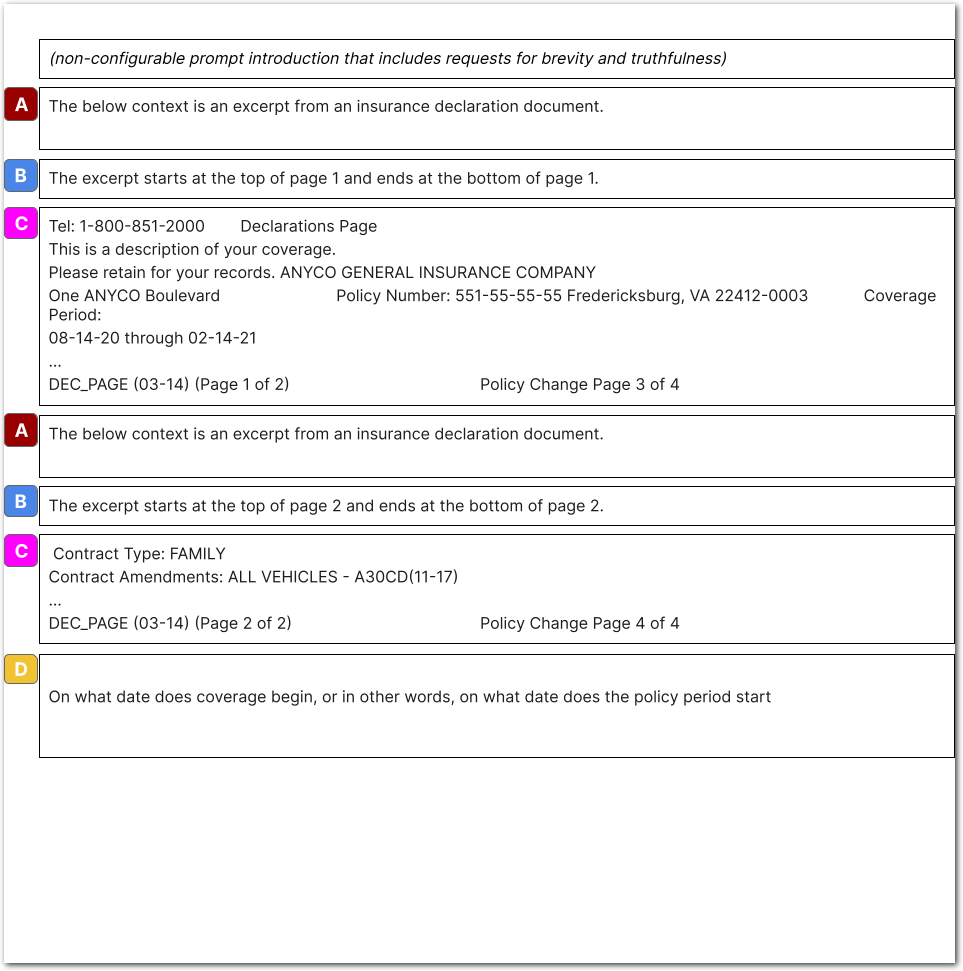 (non-configurable prompt introduction that includes requests for brevity and truthfulness)
A
The below context is an excerpt from an insurance declaration document.
B
The excerpt starts at the top of page 1 and ends at the bottom of page 1.
C
Tel: 1-800-851-2000 Declarations Page
This is a description of your coverage.
Please retain for your records. ANYCO GENERAL INSURANCE COMPANY
One ANYCO Boulevard Policy Number: 551-55-55-55 Fredericksburg, VA 22412-0003 Coverage
Period:
08-14-20 through 02-14-21
...
DEC_PAGE (03-14) (Page 1 of 2) Policy Change Page 3 of 4
A
The below context is an excerpt from an insurance declaration document.
B
The excerpt starts at the top of page 2 and ends at the bottom of page 2.
C
Contract Type: FAMILY
Contract Amendments: ALL VEHICLES - A30CD(11-17)
...
DEC_PAGE (03-14) (Page 2 of 2) Policy Change Page 4 of 4
D
On what date does coverage begin, or in other words, on what date does the policy period start